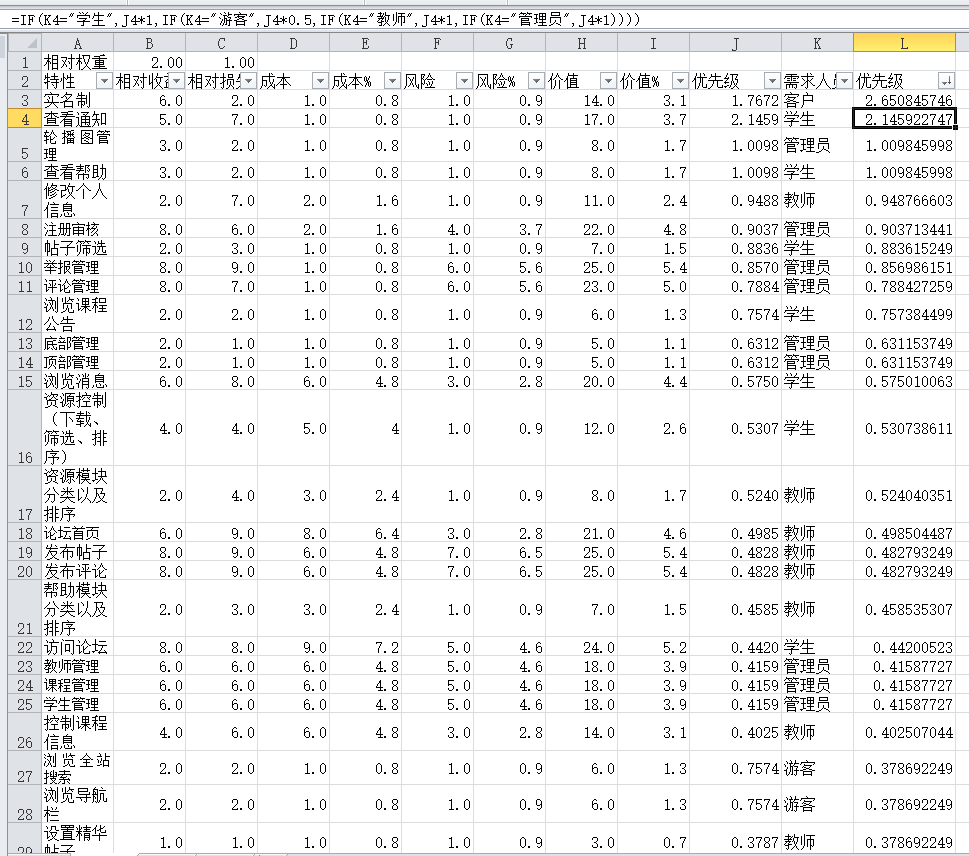 =IF(K4="学生",J4*1,IF(K4="游客",J4*0.5,IF(K4="教师",J4*1,IF(K4="管理员",J4*1))))
A B C D E F G H I J K L
1 相对权重 2.00 1.00
2 特性 相对收益 相对损失 成本 成本% 风险 风险% 价值 价值% 优先级 需求人员 优先级
3 实名制 6.0 2.0 1.0 0.8 1.0 0.9 14.0 3.1 1.7672 客户 2.650845746
4 查看通知 5.0 7.0 1.0 0.8 1.0 0.9 17.0 3.7 2.1459 学生 2.145922747
轮播图管
5 理 3.0 2.0 1.0 0.8 1.0 0.9 8.0 1.7 1.0098 管理员 1.009845998
6 查看帮助 3.0 2.0 1.0 0.8 1.0 0.9 8.0 1.7 1.0098 学生 1.009845998
修改个人
7 信息 2.0 7.0 2.0 1.6 1.0 0.9 11.0 2.4 0.9488 教师 0.948766603
8 注册审核 8.0 6.0 2.0 1.6 4.0 3.7 22.0 4.8 0.9037 管理员 0.903713441
9 帖子筛选 2.0 3.0 1.0 0.8 1.0 0.9 7.0 1.5 0.8836 学生 0.883615249
10 举报管理 8.0 9.0 1.0 0.8 6.0 5.6 25.0 5.4 0.8570 管理员 0.856986151
11 评论管理 8.0 7.0 1.0 0.8 6.0 5.6 23.0 5.0 0.7884 管理员 0.788427259
浏览课程
12 公告 2.0 2.0 1.0 0.8 1.0 0.9 6.0 1.3 0.7574 学生 0.757384499
13 底部管理 2.0 1.0 1.0 0.8 1.0 0.9 5.0 1.1 0.6312 管理员 0.631153749
14 顶部管理 2.0 1.0 1.0 0.8 1.0 0.9 5.0 1.1 0.6312 管理员 0.631153749
15 浏览消息 6.0 8.0 6.0 4.8 3.0 2.8 20.0 4.4 0.5750 学生 0.575010063
资源控制
（下载、
筛选、排
16 序） 4.0 4.0 5.0 4 1.0 0.9 12.0 2.6 0.5307 学生 0.530738611
资源模块
分类以及
17 排序 2.0 4.0 3.0 2.4 1.0 0.9 8.0 1.7 0.5240 教师 0.524040351
18 论坛首页 6.0 9.0 8.0 6.4 3.0 2.8 21.0 4.6 0.4985 教师 0.498504487
19 发布帖子 8.0 9.0 6.0 4.8 7.0 6.5 25.0 5.4 0.4828 教师 0.482793249
20 发布评论 8.0 9.0 6.0 4.8 7.0 6.5 25.0 5.4 0.4828 教师 0.482793249
帮助模块
分类以及
21 排序 2.0 3.0 3.0 2.4 1.0 0.9 7.0 1.5 0.4585 教师 0.458535307
22 访问论坛 8.0 8.0 9.0 7.2 5.0 4.6 24.0 5.2 0.4420 学生 0.44200523
23 教师管理 6.0 6.0 6.0 4.8 5.0 4.6 18.0 3.9 0.4159 管理员 0.41587727
24 课程管理 6.0 6.0 6.0 4.8 5.0 4.6 18.0 3.9 0.4159 管理员 0.41587727
25 学生管理 6.0 6.0 6.0 4.8 5.0 4.6 18.0 3.9 0.4159 管理员 0.41587727
控制课程
26 信息 4.0 6.0 6.0 4.8 3.0 2.8 14.0 3.1 0.4025 教师 0.402507044
浏览全站
27 搜索 2.0 2.0 1.0 0.8 1.0 0.9 6.0 1.3 0.7574 游客 0.378692249
浏览导航
28 栏 2.0 2.0 1.0 0.8 1.0 0.9 6.0 1.3 0.7574 游客 0.378692249
设置精华
29 帖子 1.0 1.0 1.0 0.8 1.0 0.9 3.0 0.7 0.3787 教师 0.378692249